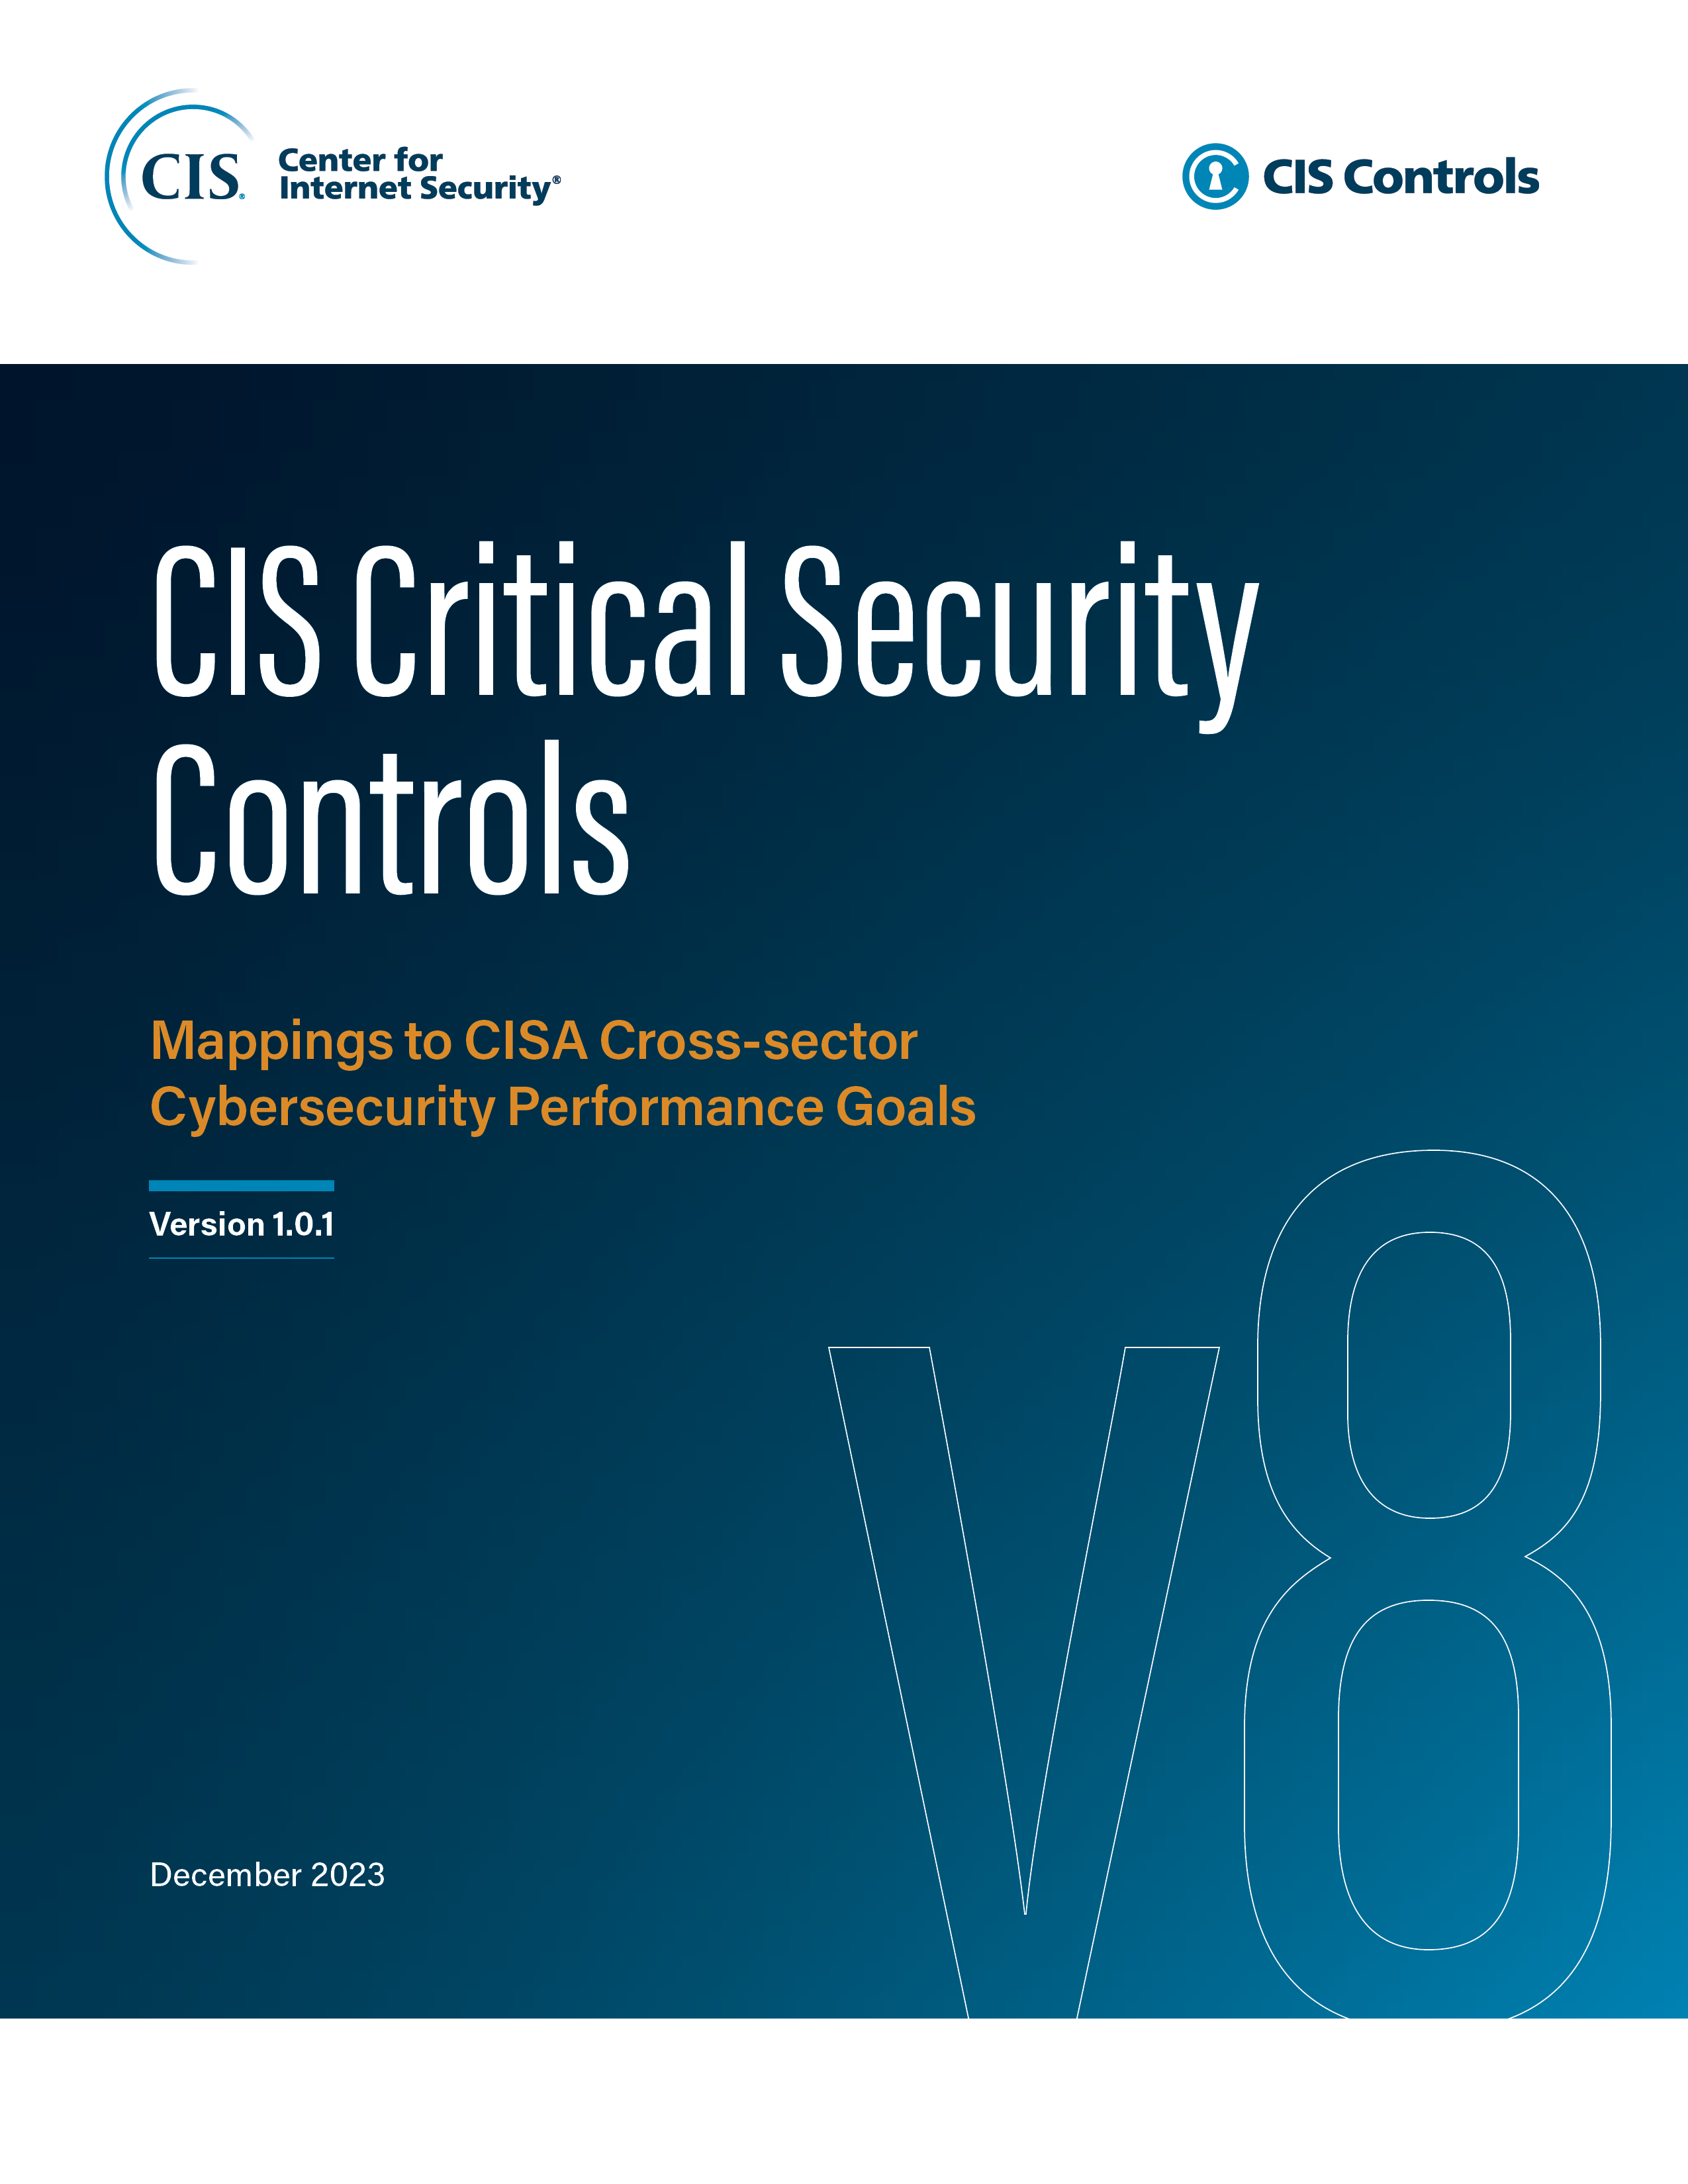 CIS®
Center for
Internet Security®
CIS Controls
CIS Critical Security
Controls
Mappings to CISA Cross-sector
Cybersecurity Performance Goals
Version 1.0.1
v8
December 2023